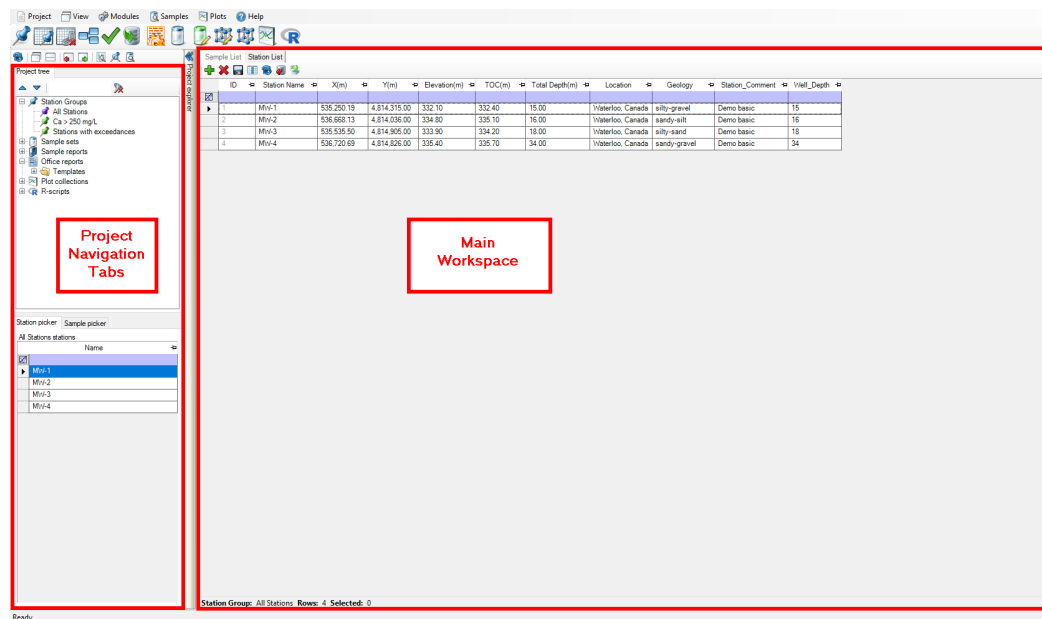 Project View Modules Samples Plots Help
R
Project tree
Project explorer
Station Groups
All Stations
Ca > 250 mg/L
Stations with exceedances
Sample sets
Sample reports
Office reports
Templates
Plot collections
R-scripts
Project
Navigation
Tabs
Station picker Sample picker
All Stations stations
Name
MW-1
MW-2
MW-3
MW-4
Sample List Station List
ID Station Name X(m) Y(m) Elevation(m) TOC(m) Total Depth(m) Location Geology Station_Comment Well_Depth
1 MW-1 535,250.19 4,814,315.00 332.10 332.40 15.00 Waterloo, Canada silty-gravel Demo basic 15
2 MW-2 536,668.13 4,814,036.00 334.80 335.10 16.00 Waterloo, Canada sandy-silt Demo basic 16
3 MW-3 535,535.50 4,814,905.00 333.90 334.20 18.00 Waterloo, Canada silty-sand Demo basic 18
4 MW-4 536,720.69 4,814,826.00 335.40 335.70 34.00 Waterloo, Canada sandy-gravel Demo basic 34
Main
Workspace
Station Group: All Stations Rows: 4 Selected: 0
Ready